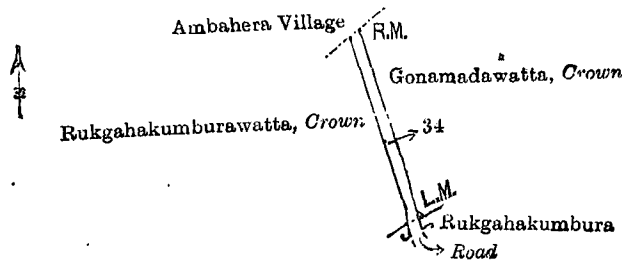 Ambahera Village
R.M.
Gonamadawatta, Crown
Rukgahakumburawatta, Crown
34
L.M.
Rukgahakumbura
Road